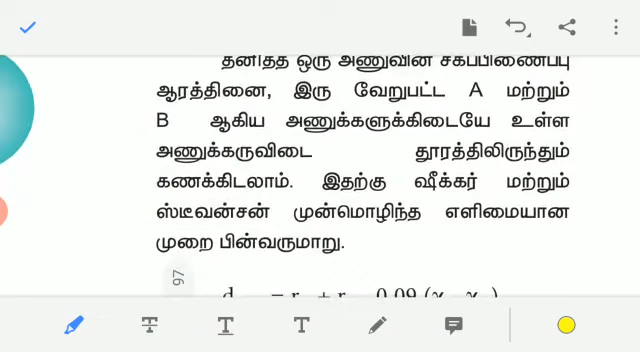 தனித்த ஒரு அணுவின் சகப்பிணைப்பு
ஆரத்தினை, இரு வேறுபட்ட A மற்றும்
B ஆகிய அணுக்களுக்கிடையே உள்ள
அணுக்கருவிடை தூரத்திலிருந்தும்
கணக்கிடலாம். இதற்கு ஷீக்கர் மற்றும்
ஸ்டீவன்சன் முன்மொழிந்த எளிமையான
முறை பின்வருமாறு.
97